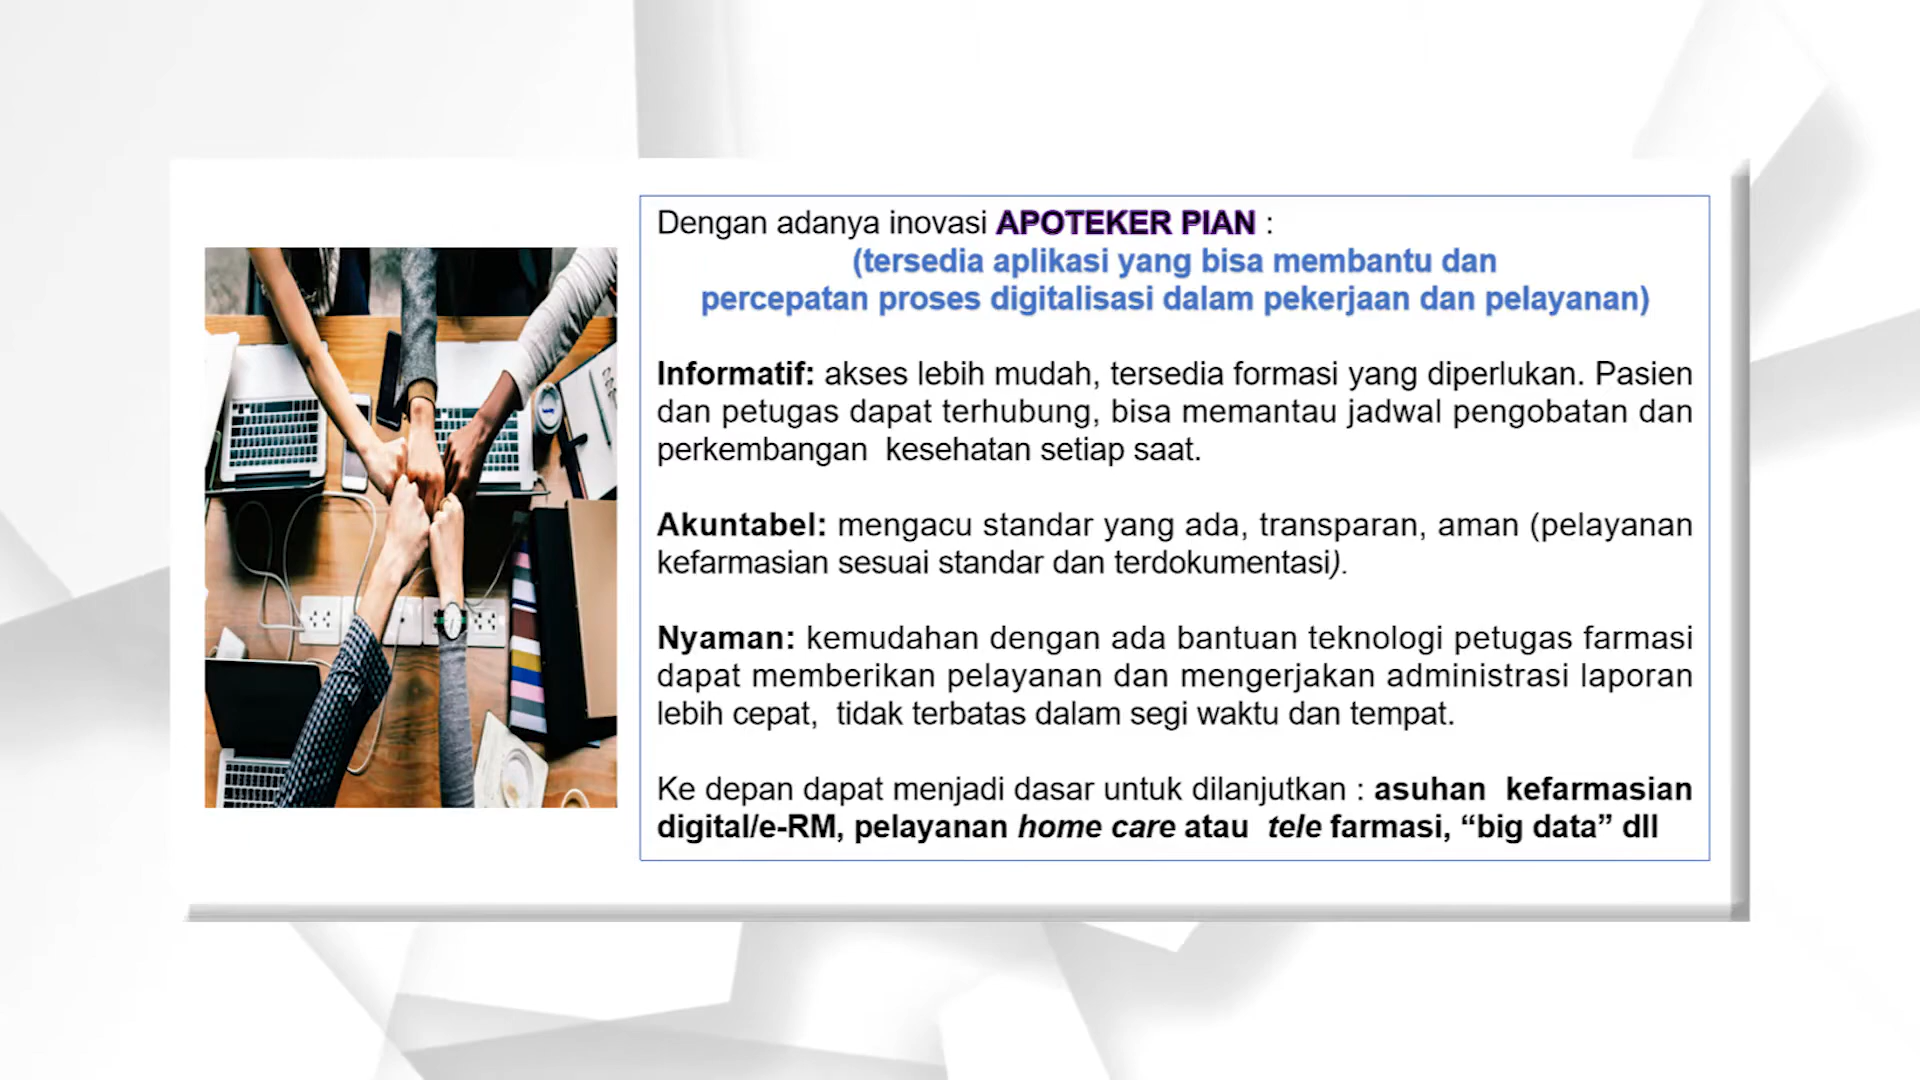 Dengan adanya inovasi APOTEKER PIAN :
(tersedia aplikasi yang bisa membantu dan
percepatan proses digitalisasi dalam pekerjaan dan pelayanan)
Informatif: akses lebih mudah, tersedia formasi yang diperlukan. Pasien
dan petugas dapat terhubung, bisa memantau jadwal pengobatan dan
perkembangan kesehatan setiap saat.
Akuntabel: mengacu standar yang ada, transparan, aman (pelayanan
kefarmasian sesuai standar dan terdokumentasi).
Nyaman: kemudahan dengan ada bantuan teknologi petugas farmasi
dapat memberikan pelayanan dan mengerjakan administrasi laporan
lebih cepat, tidak terbatas dalam segi waktu dan tempat.
Ke depan dapat menjadi dasar untuk dilanjutkan : asuhan kefarmasian
digital/e-RM, pelayanan home care atau tele farmasi, “big data” dll